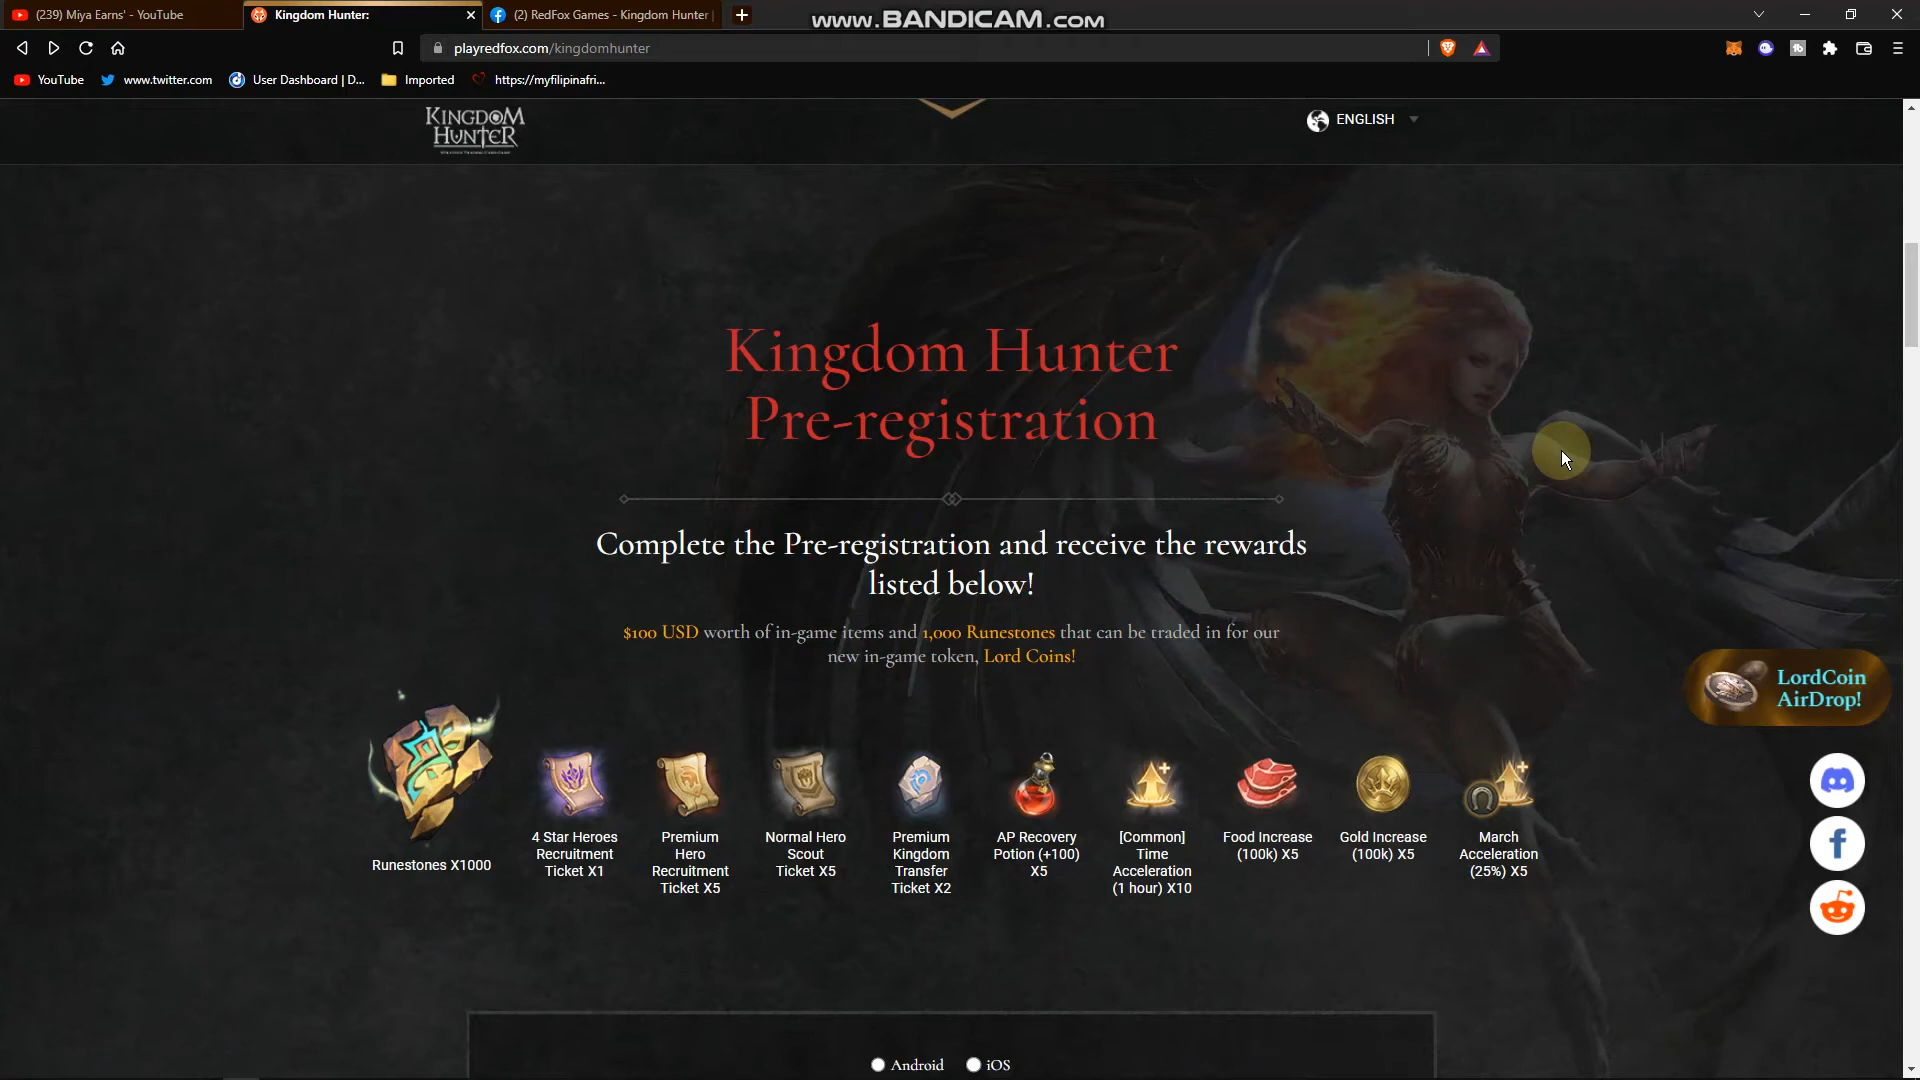 (239) Miya Earns' - YouTube
Kingdom Hunter:
(2) RedFox Games - Kingdom Hunter
WWW.BANDICAM.COM
playredfox.com/kingdomhunter
YouTube
www.twitter.com
User Dashboard | D...
Imported
https://myfilipinafri...
KINGDOM
HUNTER
ENGLISH
Kingdom Hunter
Pre-registration
Complete the Pre-registration and receive the rewards
listed below!
$100 USD worth of in-game items and 1,000 Runestones that can be traded in for our
new in-game token, Lord Coins!
LordCoin
AirDrop!
Runestones X1000
4 Star Heroes
Recruitment
Ticket X1
Premium
Hero
Recruitment
Ticket X5
Normal Hero
Scout
Ticket X5
Premium
Kingdom
Transfer
Ticket X2
AP Recovery
Potion (+100)
X5
[Common]
Time
Acceleration
(1 hour) X10
Food Increase
(100k) X5
Gold Increase
(100k) X5
March
Acceleration
(25%) X5
Android
iOS